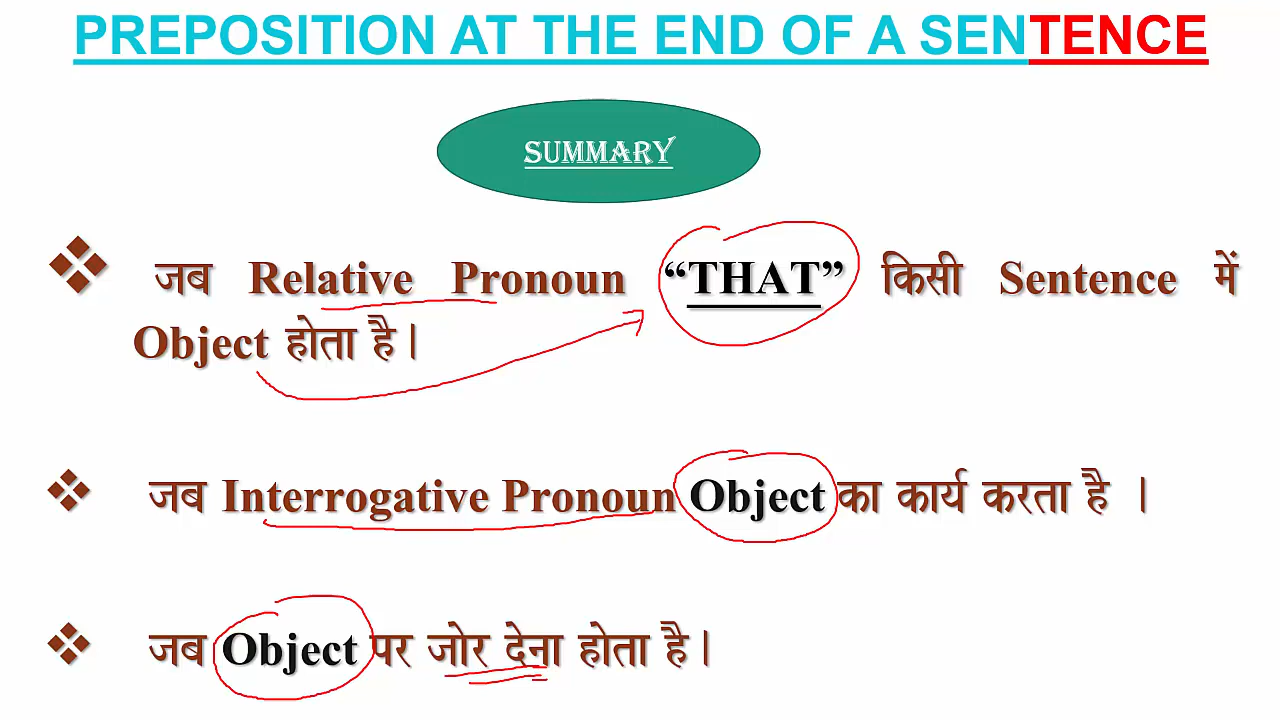 PREPOSITION AT THE END OF A SENTENCE
SUMMARY
❖ जब Relative Pronoun “THAT” किसी Sentence में
Object होता है।
❖ जब Interrogative Pronoun Object का कार्य करता है ।
❖ जब Object पर जोर देना होता है।